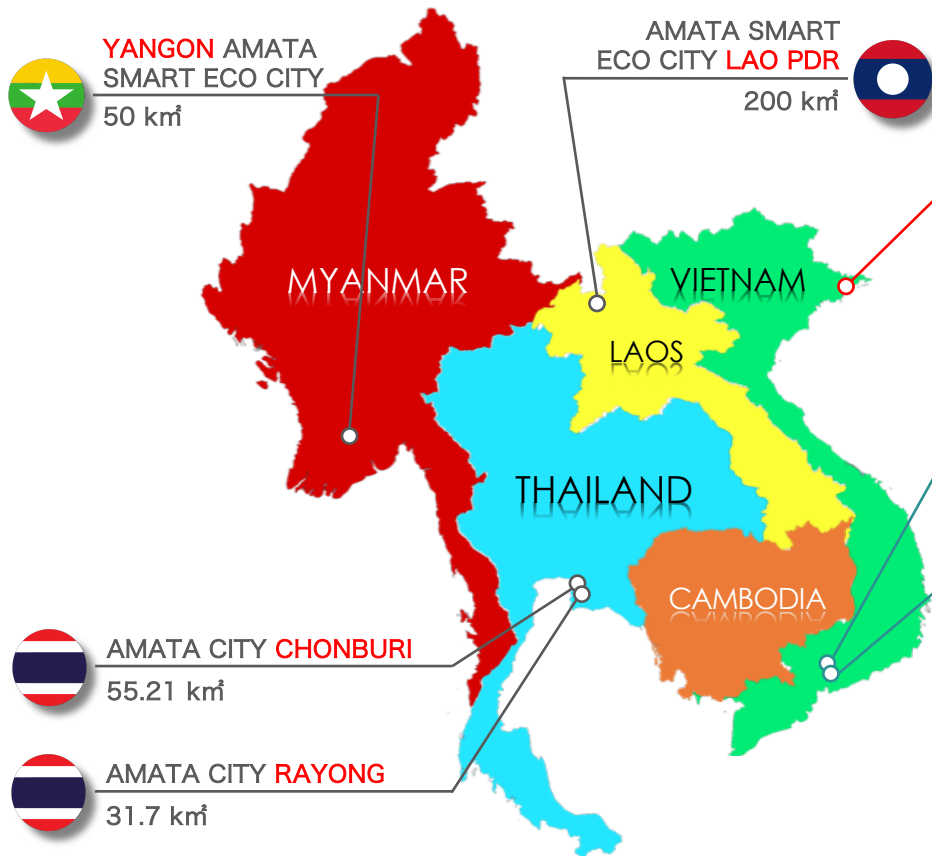 YANGON AMATA
SMART ECO CITY
50 km²
AMATA SMART
ECO CITY LAO PDR
200 km²
MYANMAR
VIETNAM
LAOS
THAILAND
CAMBODIA
AMATA CITY CHONBURI
55.21 km²
AMATA CITY RAYONG
31.7 km²